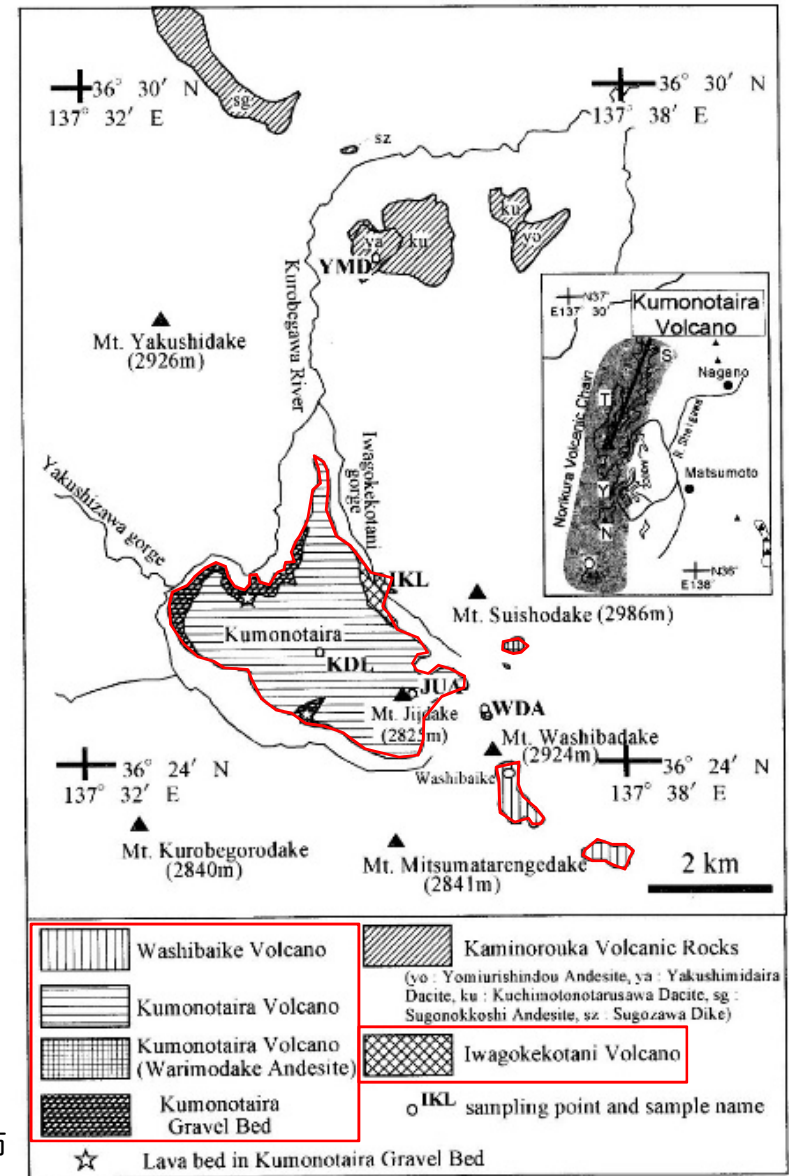 36° 30′ N
137° 32′ E
36° 30′ N
137° 38′ E
sg
sz
ku
yo
ya
ku
YMD
Kurobegawa River
Mt. Yakushidake
(2926m)
Kumonotaira
Volcano
N37°
E137° 30′
S
Nagano
T
Norikura Volcanic Chain
Matsumoto
Y
N
O
N36°
E138°
Iwagokekotani
gorge
Yakushizawa gorge
IKL
Mt. Suishodake (2986m)
Kumonotaira
KDL
JUA
Mt. Jijdake
WDA
Mt. Washibadake
(2924m)
Washibaike
36° 24′ N
137° 32′ E
36° 24′ N
137° 38′ E
Mt. Kurobegorodake
(2840m)
Mt. Mitsumatarengedake
(2841m)
2 km
Washibaike Volcano
Kumonotaira Volcano
Kumonotaira Volcano
(Warimodake Andesite)
Kumonotaira
Gravel Bed
Lava bed in Kumonotaira Gravel Bed
Kaminorouka Volcanic Rocks
(yo : Yomiurishindou Andesite, ya : Yakushimidaira
Dacite, ku : Kuchimotonotarusawa Dacite, sg :
Sugonokkoshi Andesite, sz : Sugozawa Dike)
Iwagokekotani Volcano
IKL sampling point and sample name